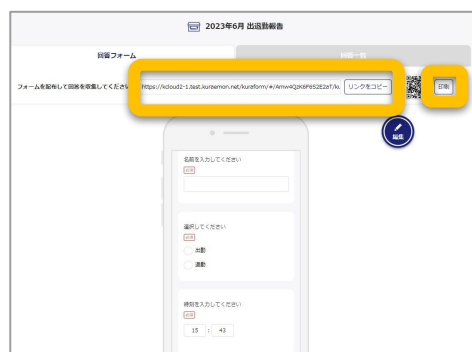 2023年6月 出退勤報告
回答フォーム
フォームを配布して回答を収集してください
リンクをコピー
印刷
編集
名前を入力してください
必須
選択してください
必須
出勤
退勤
時刻を入力してください
必須
15 : 43